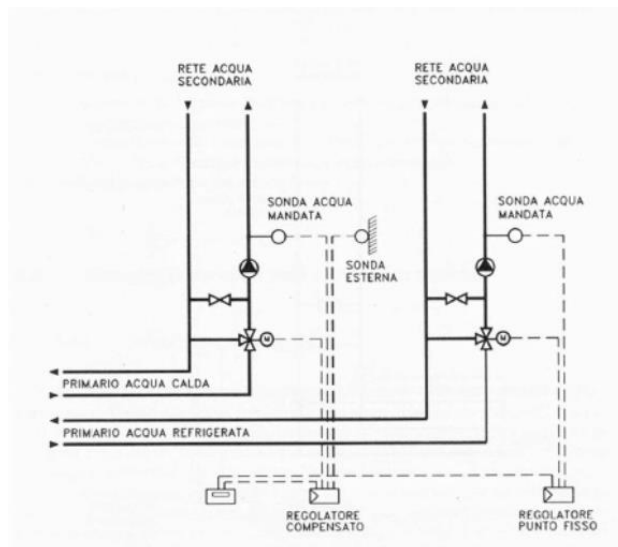 RETE ACQUA
SECONDARIA
RETE ACQUA
SECONDARIA
SONDA ACQUA
MANDATA
SONDA ACQUA
MANDATA
SONDA
ESTERNA
M
M
PRIMARIO ACQUA CALDA
PRIMARIO ACQUA REFRIGERATA
REGOLATORE
COMPENSATO
REGOLATORE
PUNTO FISSO